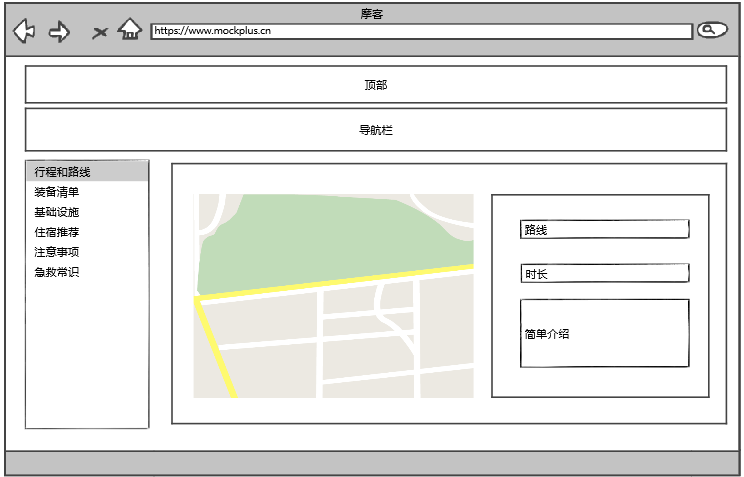 摩客
https://www.mockplus.cn
顶部
导航栏
行程和路线
装备清单
基础设施
住宿推荐
注意事项
急救常识
路线
时长
简单介绍